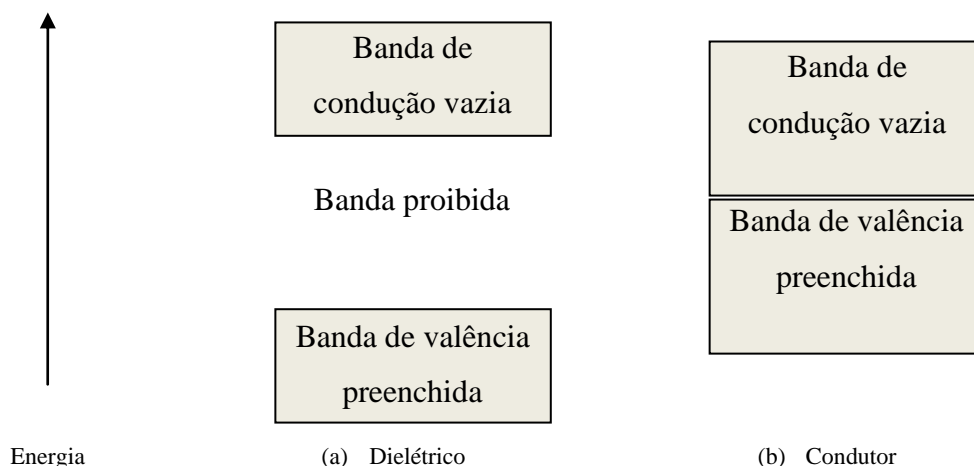 Banda de
condução vazia
Banda proibida
Banda de valência
preenchida
Banda de
condução vazia
Banda de valência
preenchida
Energia
(a) Dielétrico
(b) Condutor